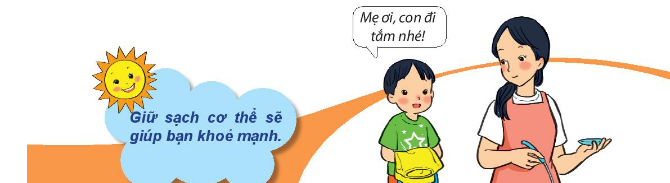 Mẹ ơi, con đi
tắm nhé!
Giữ sạch cơ thể sẽ
giúp bạn khoẻ mạnh.